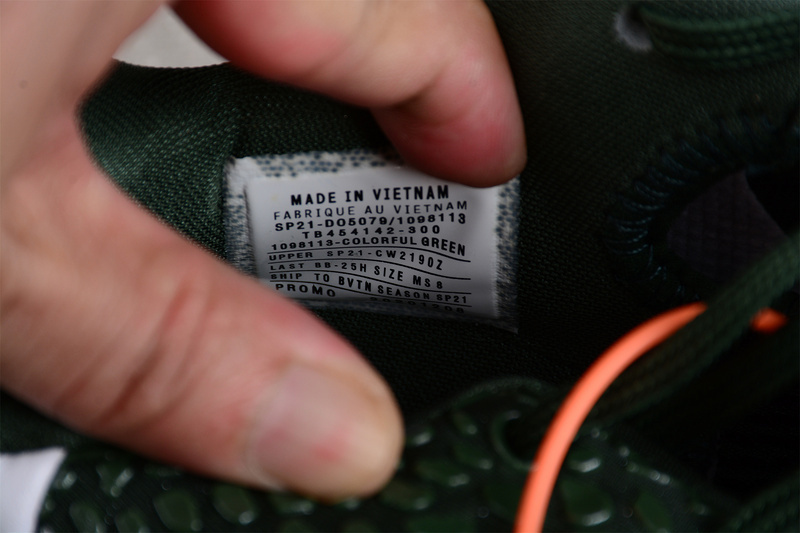 MADE IN VIETNAM
FABRIQUE AU VIETNAM
SP21-DO5079/1098113
TB454142-300
1098113-COLORFUL GREEN
UPPER SP21-CW2190Z
LAST BB-25H SIZE MS 8
SHIP TO BVTN SEASON SP21
PROMO